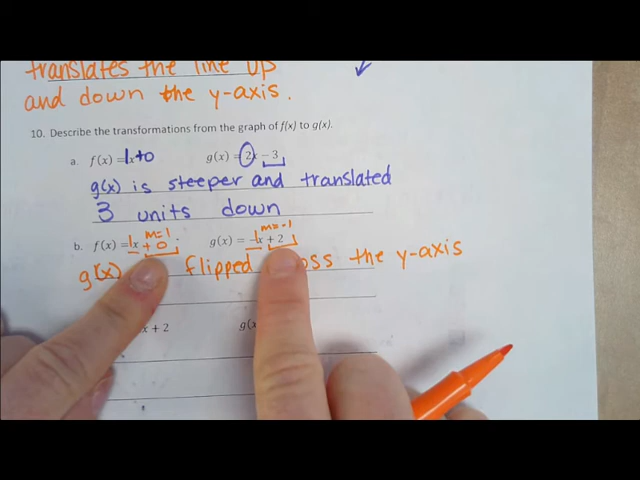 translates the line up
and down the y-axis.
10. Describe the transformations from the graph of f(x) to g(x).
a. f(x) = 1x+0 g(x) = 2x - 3
g(x) is steeper and translated
3 units down
m=1 m=-1
b. f(x) = 1x + 0 g(x) = -1x + 2
g(x) flipped the y-axis
x + 2 g(x